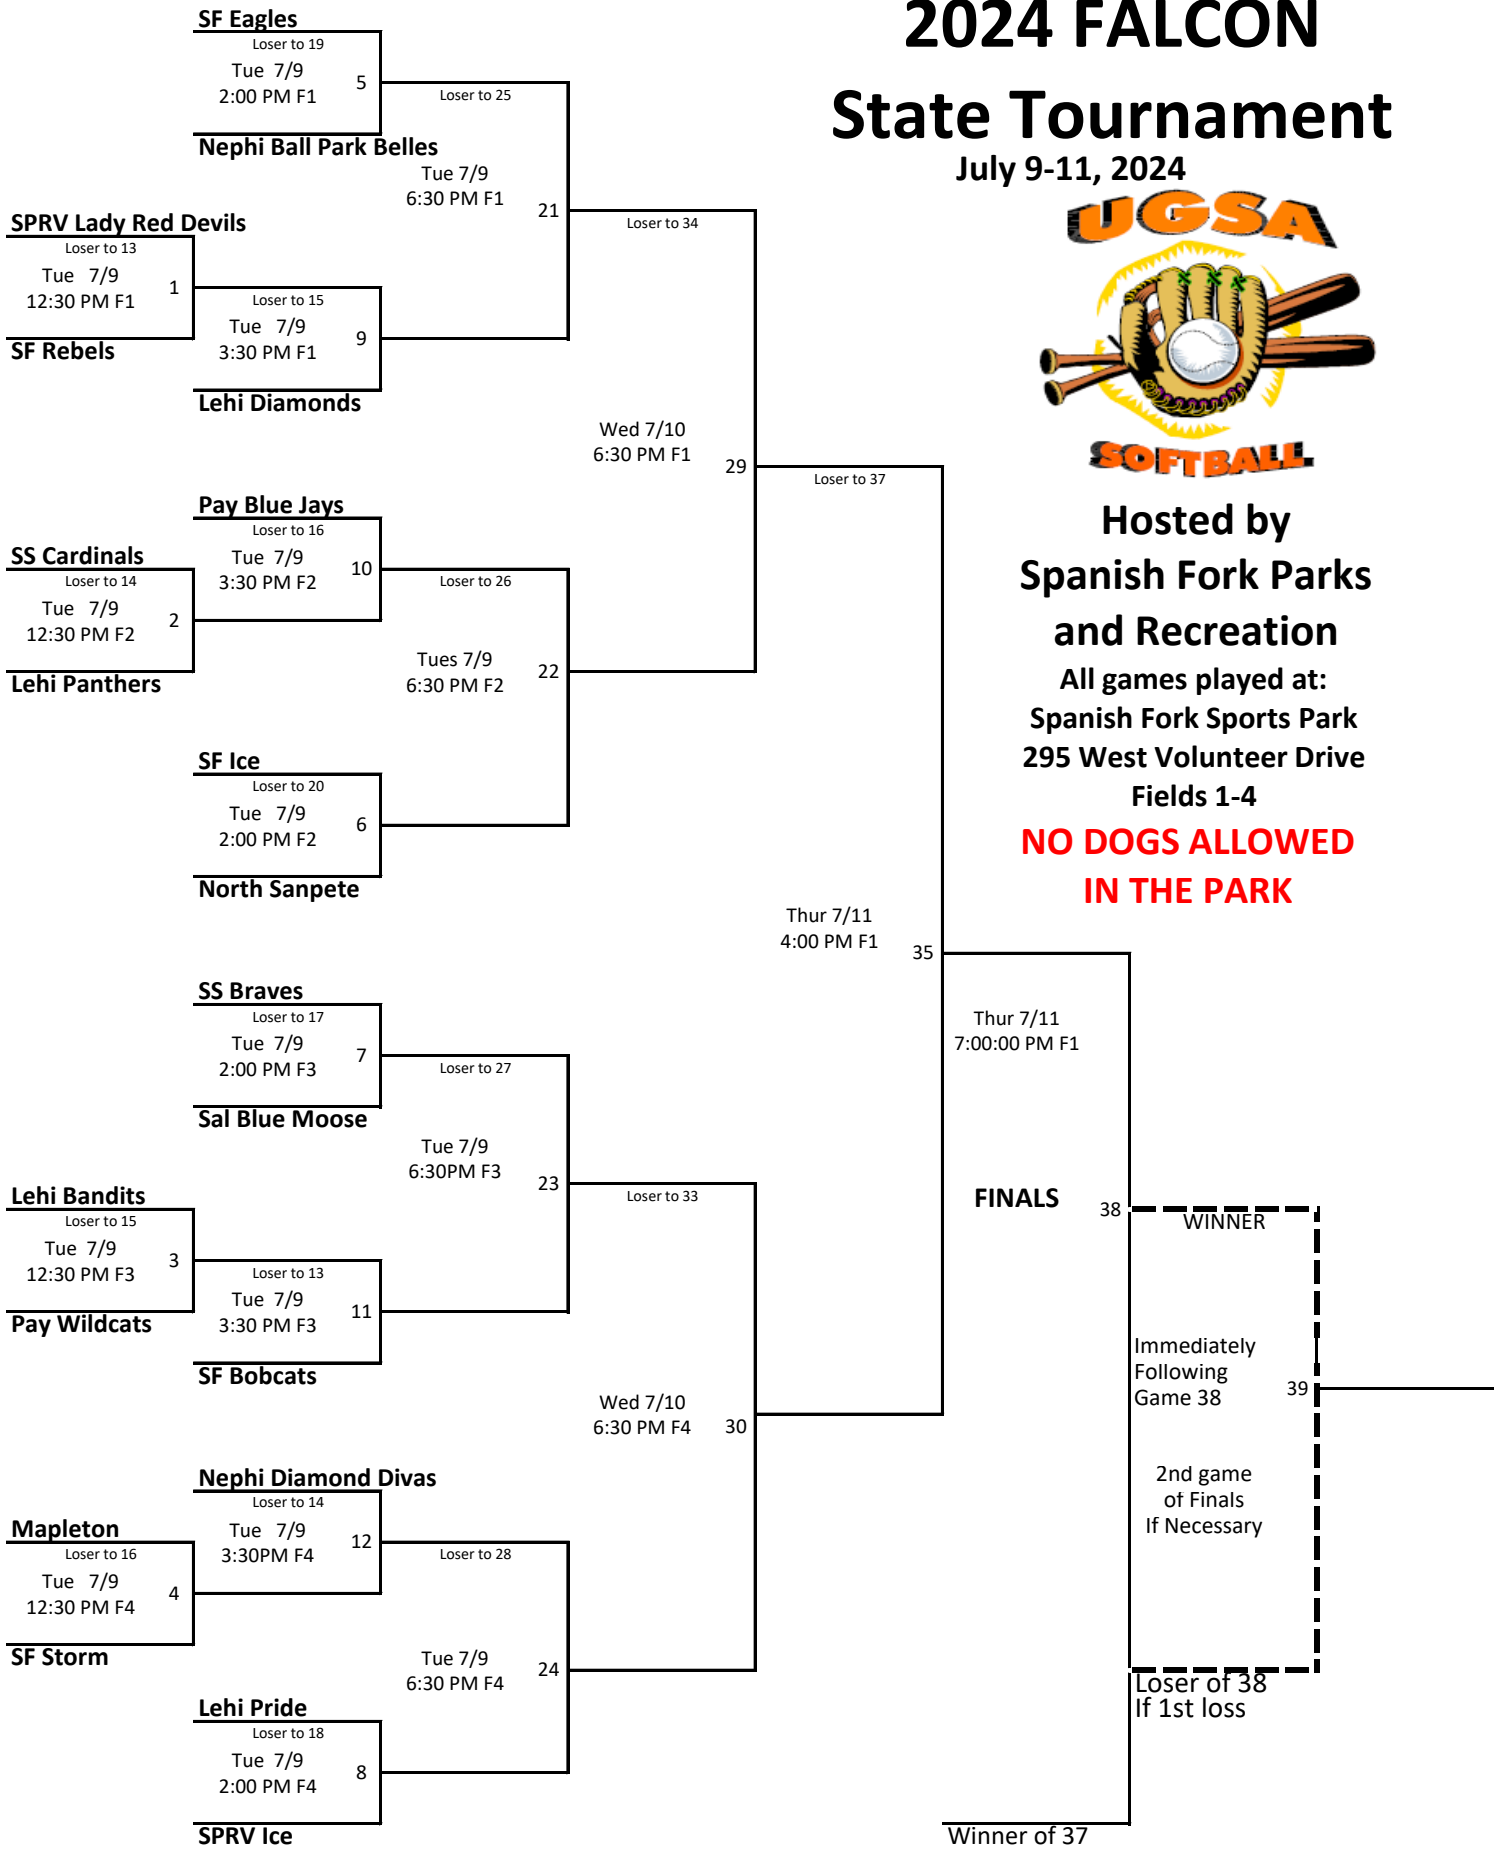 2024 FALCON
State Tournament
July 9-11, 2024
UGSA
SOFTBALL
Hosted by
Spanish Fork Parks
and Recreation
All games played at:
Spanish Fork Sports Park
295 West Volunteer Drive
Fields 1-4
NO DOGS ALLOWED
IN THE PARK
SF Eagles
Loser to 19
Tue 7/9
2:00 PM F1
5
Nephi Ball Park Belles
Loser to 25
Tue 7/9
6:30 PM F1
21
SPRV Lady Red Devils
Loser to 13
Tue 7/9
12:30 PM F1
1
SF Rebels
Loser to 15
Tue 7/9
3:30 PM F1
9
Lehi Diamonds
Loser to 34
Wed 7/10
6:30 PM F1
29
Pay Blue Jays
Loser to 16
Tue 7/9
3:30 PM F2
10
SS Cardinals
Loser to 14
Tue 7/9
12:30 PM F2
2
Lehi Panthers
Loser to 26
Tues 7/9
6:30 PM F2
22
SF Ice
Loser to 20
Tue 7/9
2:00 PM F2
6
North Sanpete
Loser to 37
Thur 7/11
4:00 PM F1
35
SS Braves
Loser to 17
Tue 7/9
2:00 PM F3
7
Sal Blue Moose
Loser to 27
Tue 7/9
6:30PM F3
23
Lehi Bandits
Loser to 15
Tue 7/9
12:30 PM F3
3
Pay Wildcats
Loser to 13
Tue 7/9
3:30 PM F3
11
SF Bobcats
Loser to 33
Wed 7/10
6:30 PM F4
30
Nephi Diamond Divas
Loser to 14
Tue 7/9
3:30PM F4
12
Mapleton
Loser to 16
Tue 7/9
12:30 PM F4
4
SF Storm
Loser to 28
Tue 7/9
6:30 PM F4
24
Lehi Pride
Loser to 18
Tue 7/9
2:00 PM F4
8
SPRV Ice
Thur 7/11
7:00:00 PM F1
FINALS
38
WINNER
Immediately
Following
Game 38
39
2nd game
of Finals
If Necessary
Loser of 38
If 1st loss
Winner of 37